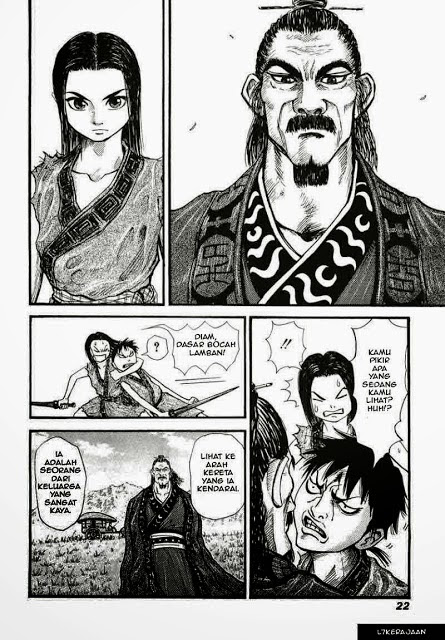 KAMU
PIKIR
APA
YANG
SEDANG
KAMU
LIHAT?
HUH!?
!!
DIAM,
DASAR BOCAH
LAMBAN!
?
LIHAT KE
ARAH
KERETA YANG
IA
KENDARAI.
IA
ADALAH
SEORANG
DARI
KELUARGA
YANG
SANGAT
KAYA.
22
L7KERAJAAN